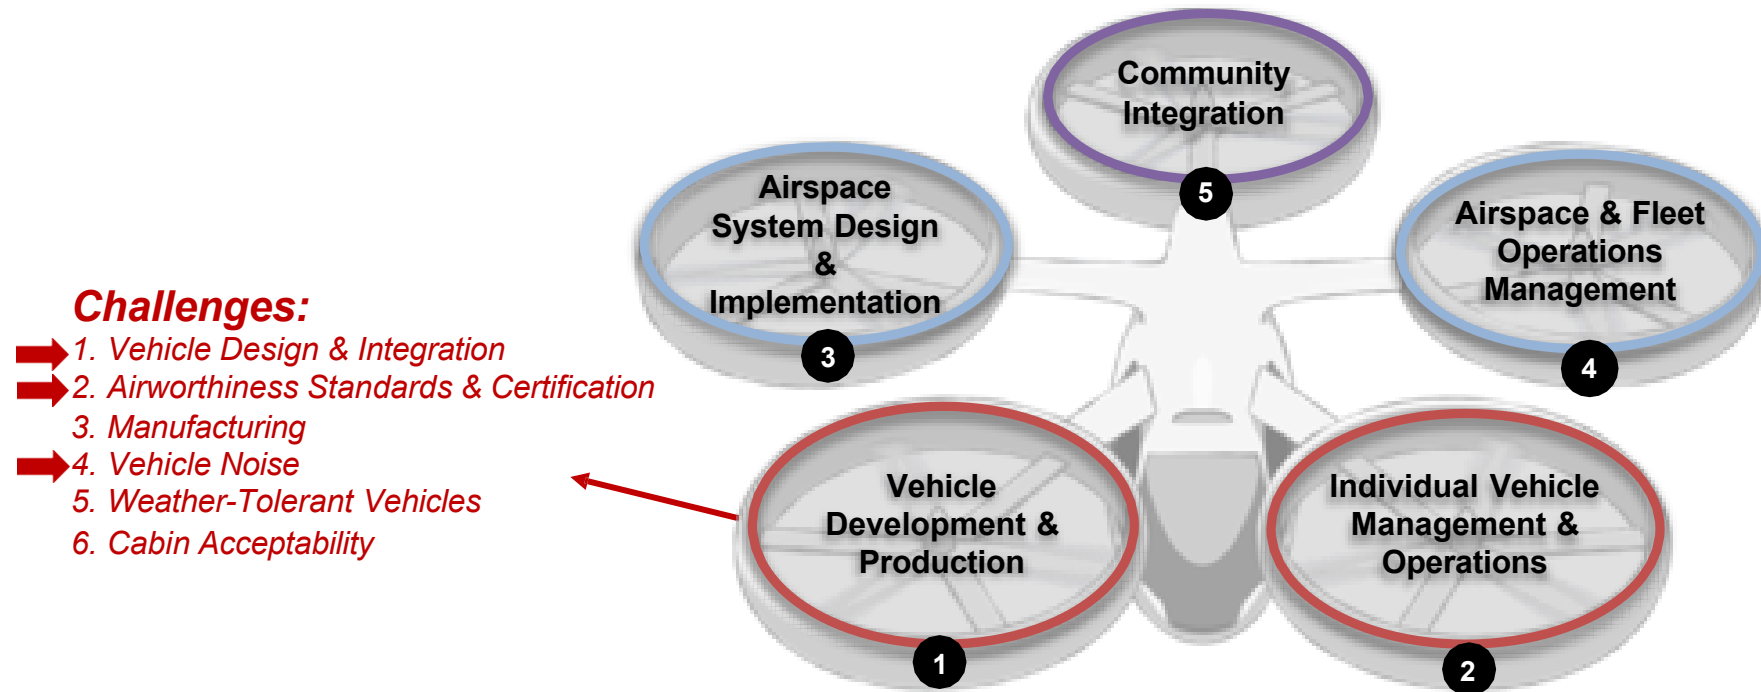 Community
Integration
5
Airspace
System Design
&
Implementation
3
Airspace & Fleet
Operations
Management
4
Challenges:
1. Vehicle Design & Integration
2. Airworthiness Standards & Certification
3. Manufacturing
4. Vehicle Noise
5. Weather-Tolerant Vehicles
6. Cabin Acceptability
Vehicle
Development &
Production
1
Individual Vehicle
Management &
Operations
2